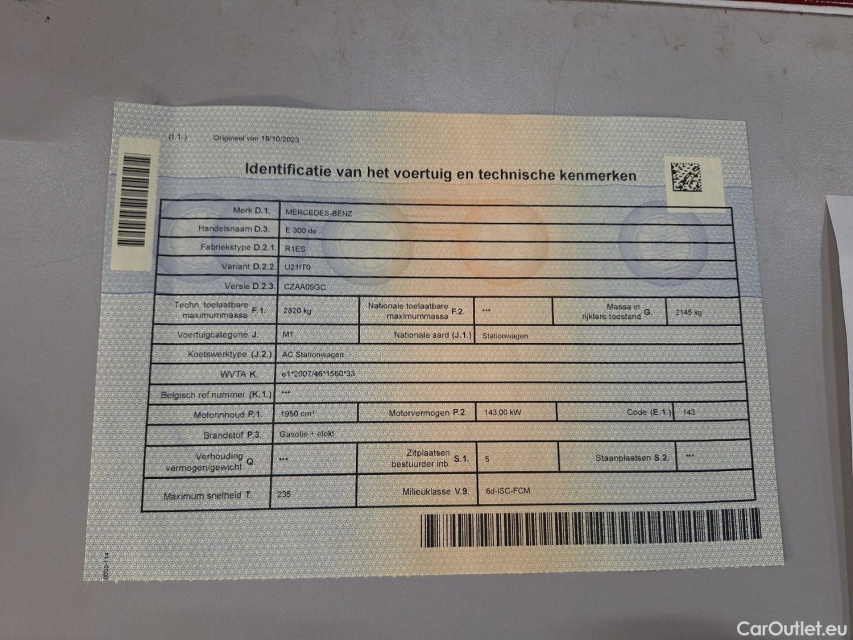 (I.1) Origineel van 18/10/2023
Identificatie van het voertuig en technische kenmerken
Merk D.1. MERCEDES-BENZ
Handelsnaam D.3. E 300 de
Fabriekstype D.2.1. R1ES
Variant D.2.2. U21IT0
Versie D.2.3. CZAA05GC
Techn. toelaatbare maximummassa F.1. 2820 kg Nationale toelaatbare maximummassa F.2. *** Massa in rijklare toestand G. 2145 kg
Voertuigcategorie J. M1 Nationale aard (J.1.) Stationwagen
Koetswerktype (J.2.) AC Stationwagen
WVTA K. e1*2007/46*1560*33
Belgisch ref.nummer (K.1.) ***
Motorinhoud P.1. 1950 cm³ Motorvermogen P.2. 143,00 kW Code (E.1.) 143
Brandstof P.3. Gasolie + elekt
Verhouding vermogen/gewicht Q. *** Zitplaatsen bestuurder inb. S.1. 5 Staanplaatsen S.2. ***
Maximum snelheid T. 235 Milieuklasse V.9. 6d-ISC-FCM
CarOutlet.eu